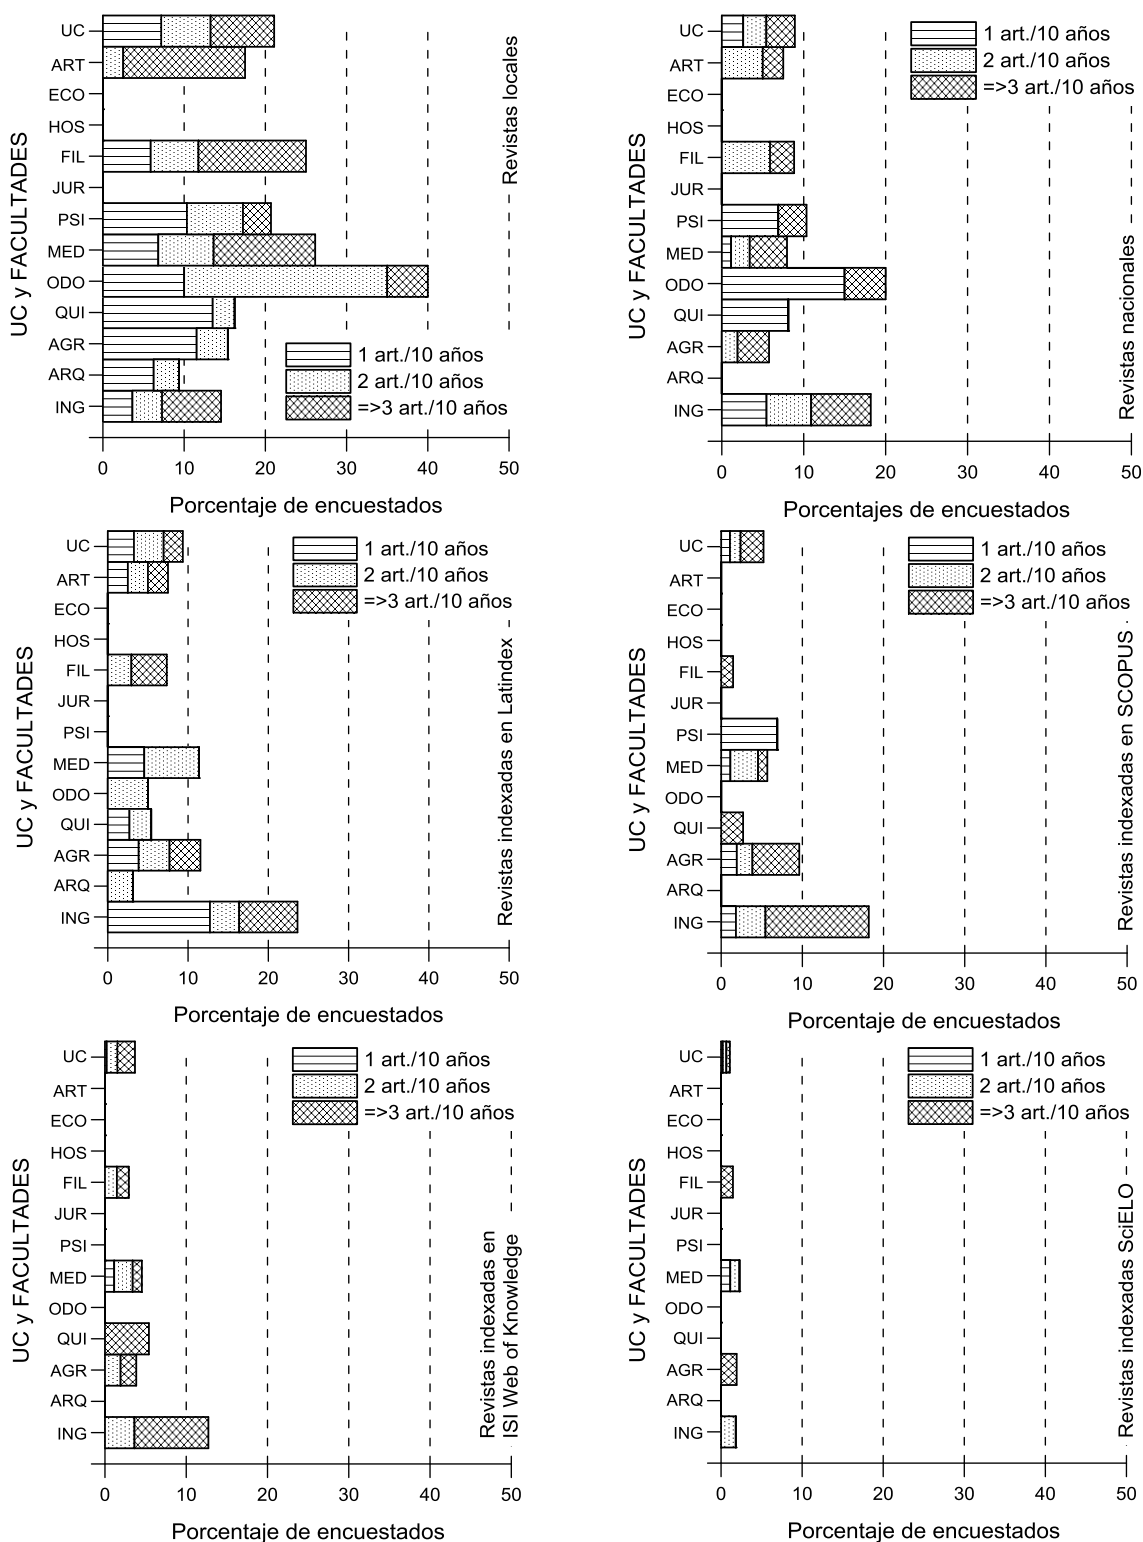 UC y FACULTADES
UC
ART
ECO
HOS
FIL
JUR
PSI
MED
ODO
QUI
AGR
ARQ
ING
1 art./10 años
2 art./10 años
=>3 art./10 años
Revistas locales
0 10 20 30 40 50
Porcentaje de encuestados
UC y FACULTADES
UC
ART
ECO
HOS
FIL
JUR
PSI
MED
ODO
QUI
AGR
ARQ
ING
1 art./10 años
2 art./10 años
=>3 art./10 años
Revistas nacionales
0 10 20 30 40 50
Porcentajes de encuestados
UC y FACULTADES
UC
ART
ECO
HOS
FIL
JUR
PSI
MED
ODO
QUI
AGR
ARQ
ING
1 art./10 años
2 art./10 años
=>3 art./10 años
Revistas indexadas en Latindex
0 10 20 30 40 50
Porcentaje de encuestados
UC y FACULTADES
UC
ART
ECO
HOS
FIL
JUR
PSI
MED
ODO
QUI
AGR
ARQ
ING
1 art./10 años
2 art./10 años
=>3 art./10 años
Revistas indexadas en SCOPUS
0 10 20 30 40 50
Porcentaje de encuestados
UC y FACULTADES
UC
ART
ECO
HOS
FIL
JUR
PSI
MED
ODO
QUI
AGR
ARQ
ING
1 art./10 años
2 art./10 años
=>3 art./10 años
Revistas indexadas en
ISI Web of Knowledge
0 10 20 30 40 50
Porcentaje de encuestados
UC y FACULTADES
UC
ART
ECO
HOS
FIL
JUR
PSI
MED
ODO
QUI
AGR
ARQ
ING
1 art./10 años
2 art./10 años
=>3 art./10 años
Revistas indexadas SciELO
0 10 20 30 40 50
Porcentaje de encuestados